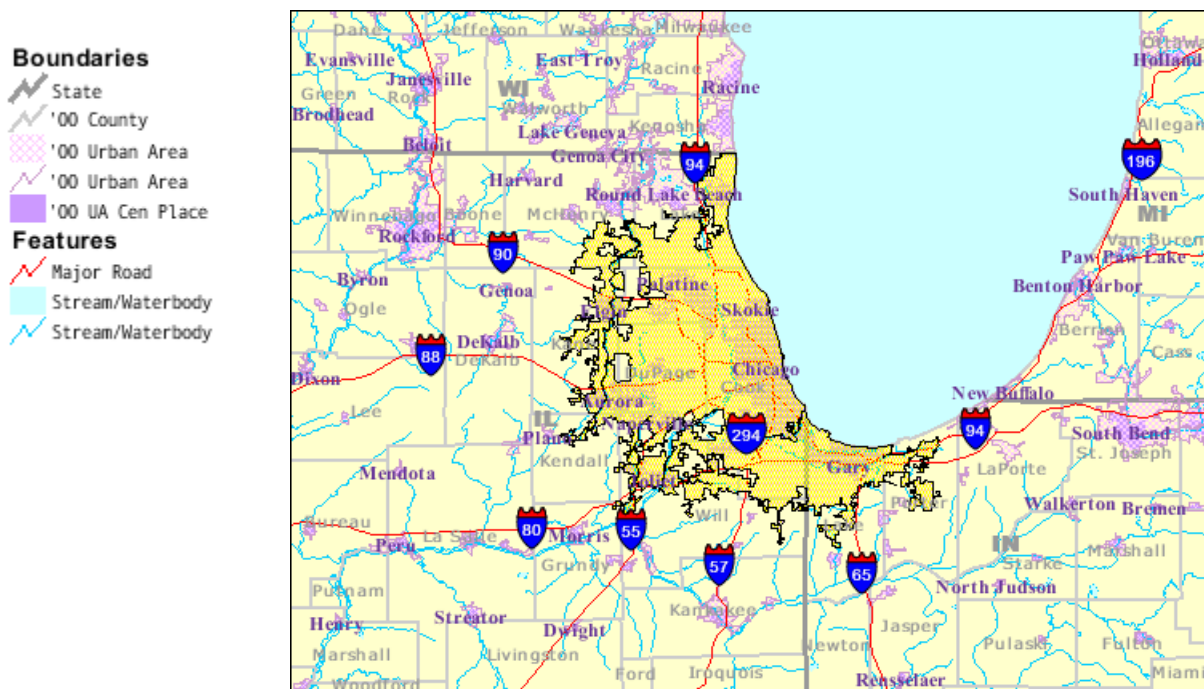 Boundaries
State
'00 County
'00 Urban Area
'00 Urban Area
'00 UA Cen Place
Features
Major Road
Stream/Waterbody
Stream/Waterbody
Dane
Jefferson
Waukesha
Milwaukee
Ottawa
Evansville
East Troy
Holland
Janesville
Racine
Green
Rock
WI
Walworth
Racine
Brodhead
Lake Geneva
Kenosha
Allegan
Beloit
Genoa City
94
196
Harvard
Round Lake Beach
South Haven
Winnebago
Boone
McHenry
Lake
MI
Rockford
Van Buren
90
Paw Paw Lake
Byron
Genoa
Palatine
Benton Harbor
Ogle
Elgin
Skokie
Berrien
88
DeKalb
DeKalb
Kane
Cass
Dixon
DuPage
Chicago
Cook
New Buffalo
Lee
Aurora
IL
Naperville
294
94
Plano
South Bend
St. Joseph
Mendota
Kendall
Gary
LaPorte
Joliet
Porter
Walkerton
Bremen
Bureau
80
La Salle
Morris
55
Will
Lake
IN
Peru
Marshall
Grundy
57
65
Starke
Putnam
North Judson
Henry
Streator
Kankakee
Dwight
Jasper
Marshall
Livingston
Newton
Pulaski
Fulton
Ford
Iroquois
Rensselaer
Miami
Woodford